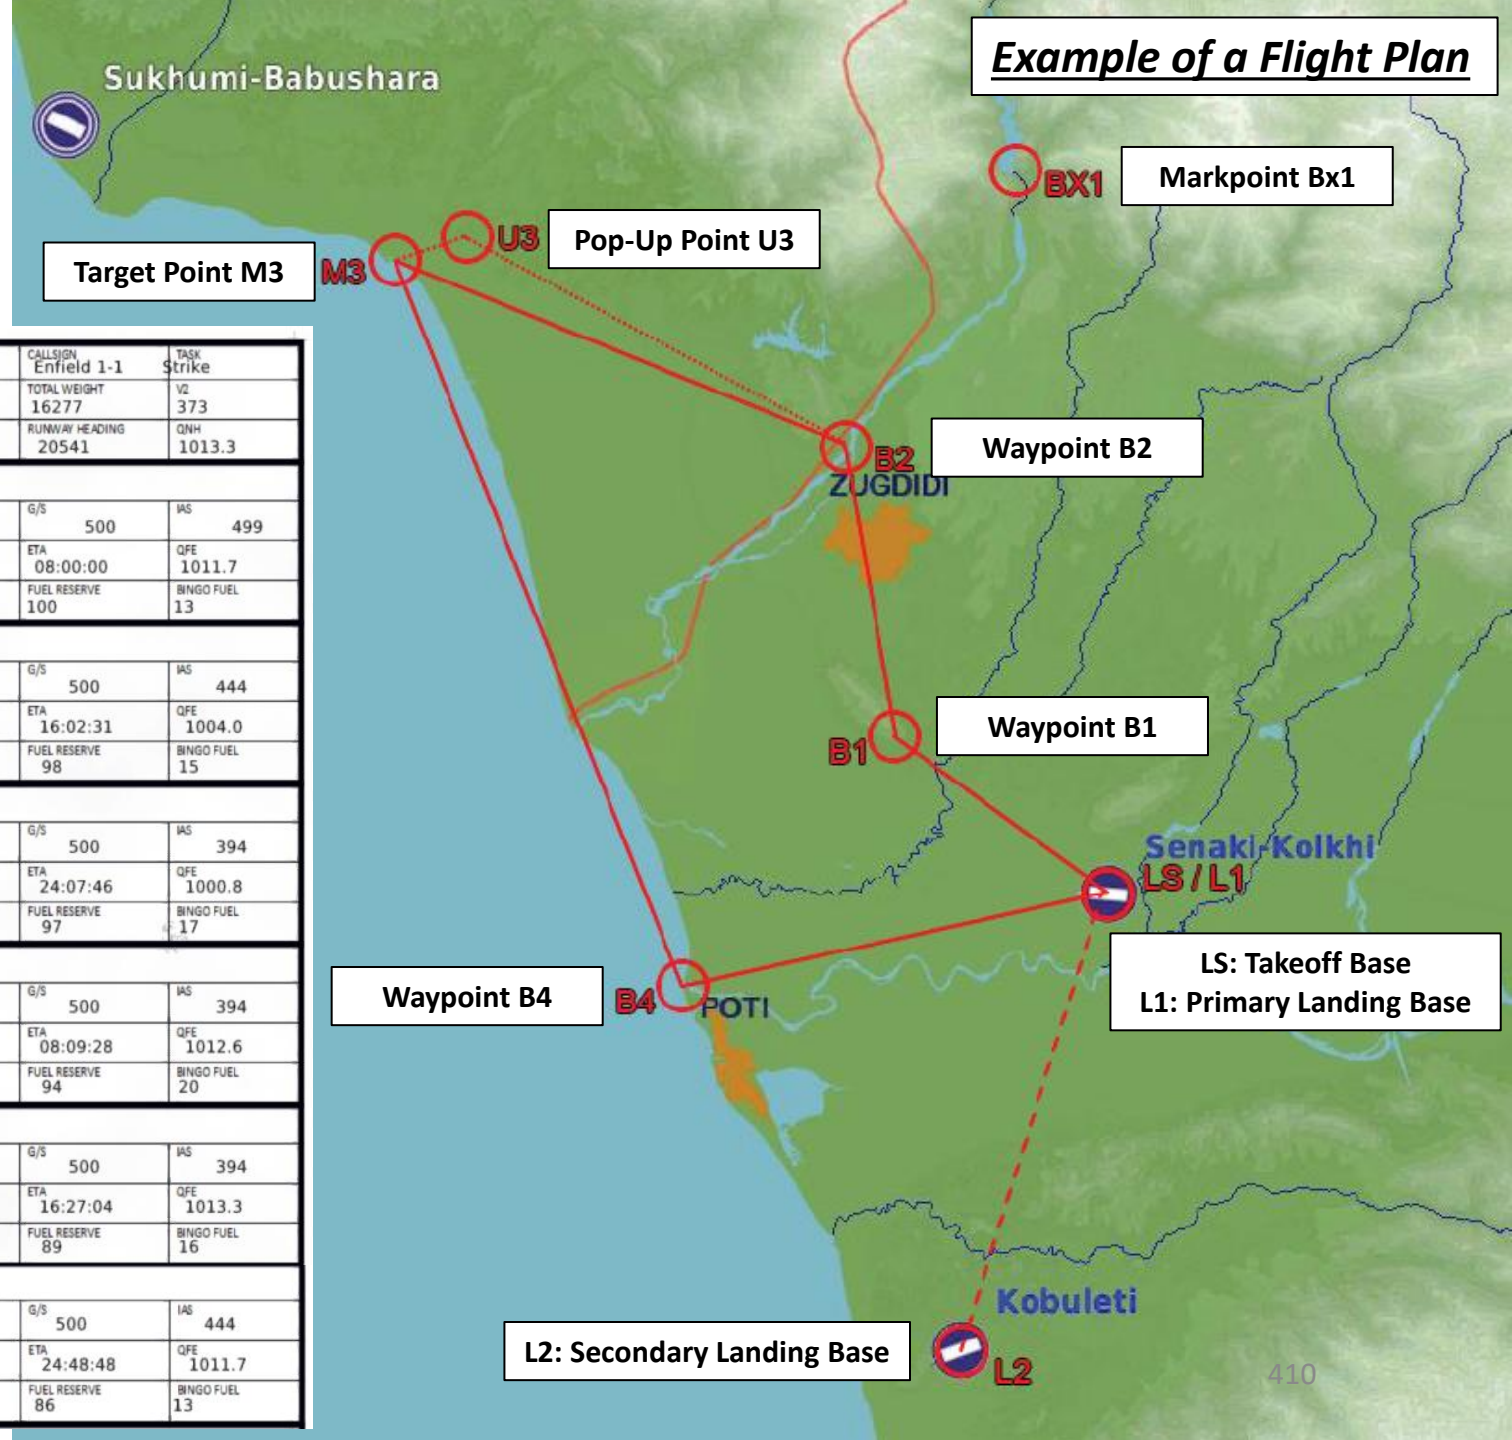 Example of a Flight Plan
Sukhumi-Babushara
BX1
Markpoint Bx1
U3
Pop-Up Point U3
Target Point M3
M3
CALLSIGN TASK
Enfield 1-1 Strike
TOTAL WEIGHT V2
16277 373
RUNWAY HEADING QNH
20541 1013.3
G/S IAS
500 499
ETA QFE
08:00:00 1011.7
FUEL RESERVE BINGO FUEL
100 13
G/S IAS
500 444
ETA QFE
16:02:31 1004.0
FUEL RESERVE BINGO FUEL
98 15
G/S IAS
500 394
ETA QFE
24:07:46 1000.8
FUEL RESERVE BINGO FUEL
97 17
G/S IAS
500 394
ETA QFE
08:09:28 1012.6
FUEL RESERVE BINGO FUEL
94 20
G/S IAS
500 394
ETA QFE
16:27:04 1013.3
FUEL RESERVE BINGO FUEL
89 16
G/S IAS
500 444
ETA QFE
24:48:48 1011.7
FUEL RESERVE BINGO FUEL
86 13
B2
Waypoint B2
ZUGDIDI
B1
Waypoint B1
Senaki-Kolkhi
LS / L1
LS: Takeoff Base
L1: Primary Landing Base
Waypoint B4
B4
POTI
Kobuleti
L2: Secondary Landing Base
L2
410